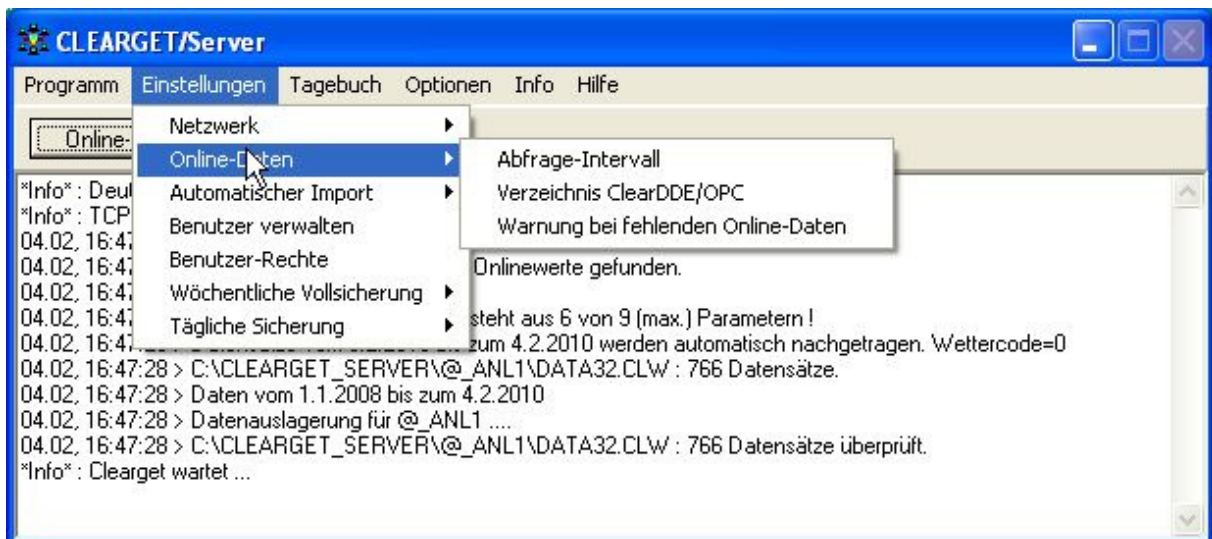 CLEARGET/Server
Programm Einstellungen Tagebuch Optionen Info Hilfe
Online-
Netzwerk
Online-Daten
Automatischer Import
Benutzer verwalten
Benutzer-Rechte
Wöchentliche Vollsicherung
Tägliche Sicherung
Abfrage-Intervall
Verzeichnis ClearDDE/OPC
Warnung bei fehlenden Online-Daten
*Info* : Deut
*Info* : TCP
04.02, 16:47
04.02, 16:47 Onlinewerte gefunden.
04.02, 16:47
04.02, 16:47 steht aus 6 von 9 (max.) Parametern !
04.02, 16:47 zum 4.2.2010 werden automatisch nachgetragen. Wettercode=0
04.02, 16:47:28 > C:\CLEARGET_SERVER\@_ANL1\DATA32.CLW : 766 Datensätze.
04.02, 16:47:28 > Daten vom 1.1.2008 bis zum 4.2.2010
04.02, 16:47:28 > Datenauslagerung für @_ANL1 ....
04.02, 16:47:28 > C:\CLEARGET_SERVER\@_ANL1\DATA32.CLW : 766 Datensätze überprüft.
*Info* : Clearget wartet ...